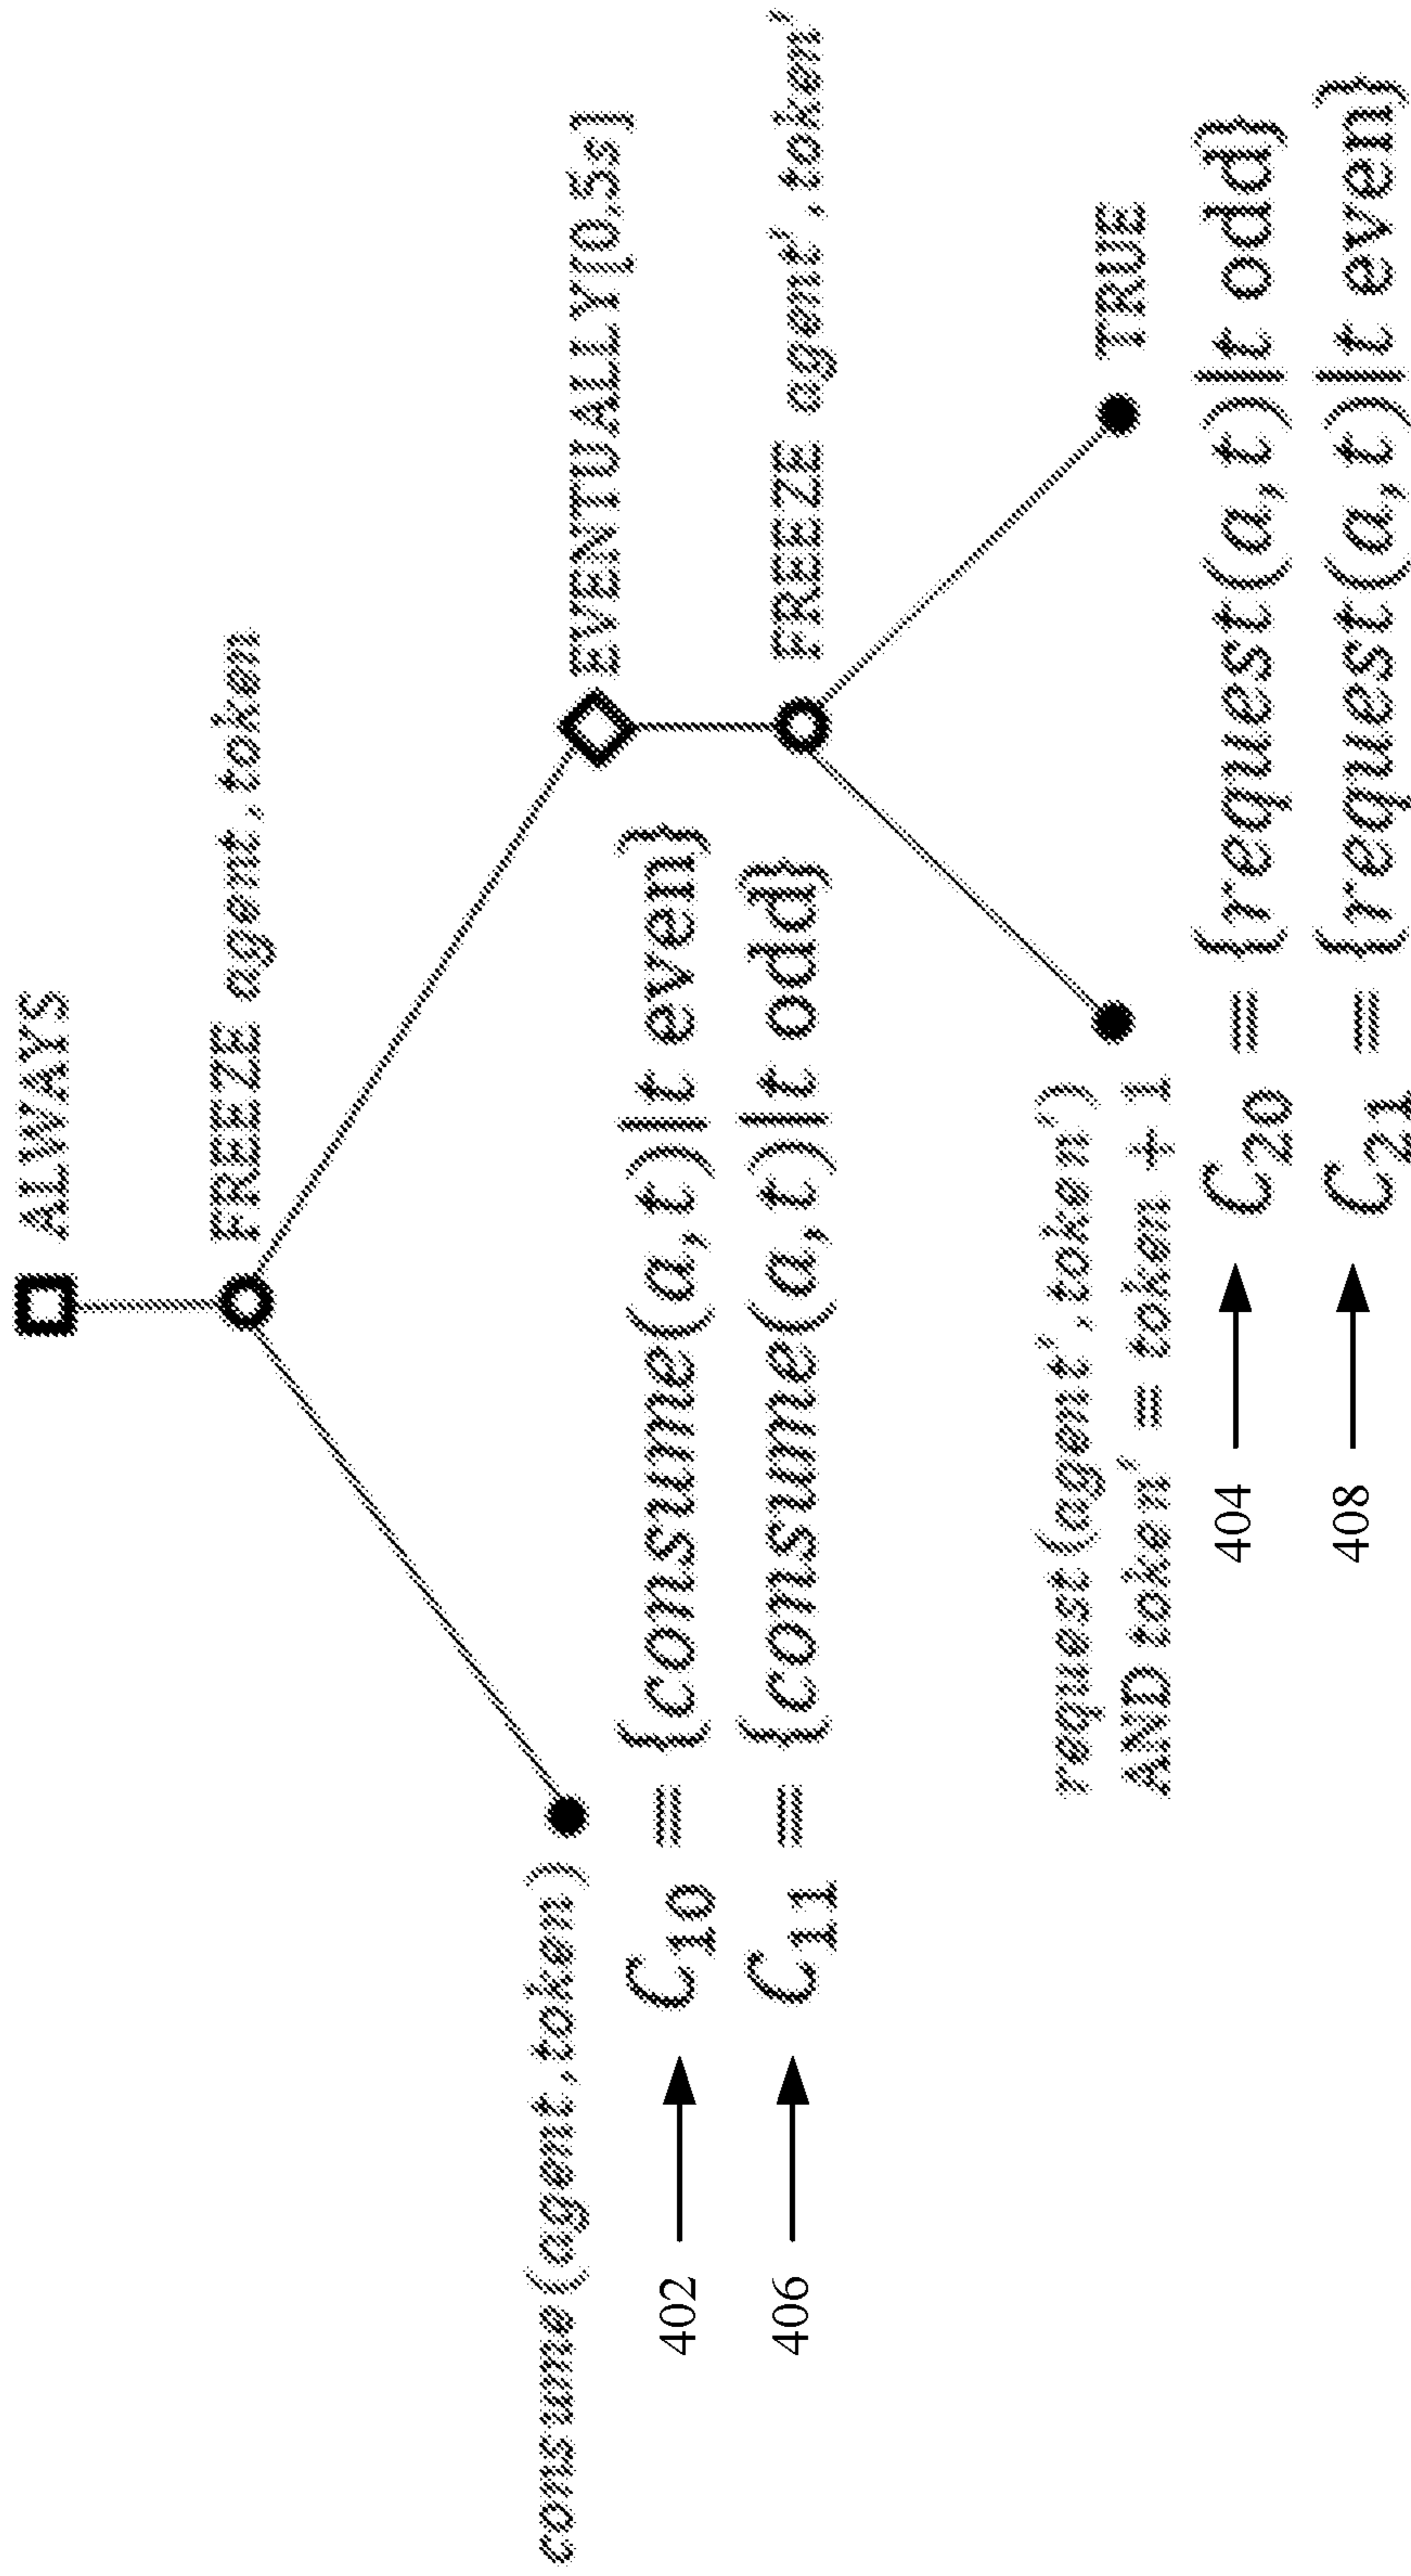 ALWAYS
FREEZE agent,token
consume(agent,token)
EVENTUALLY[0,5s]
402 C₁₀ = {consume(a,t)|t even}
406 C₁₁ = {consume(a,t)|t odd}
FREEZE agent',token'
request(agent',token')
AND token' = token + 1
TRUE
404 C₂₀ = {request(a,t)|t odd}
408 C₂₁ = {request(a,t)|t even}